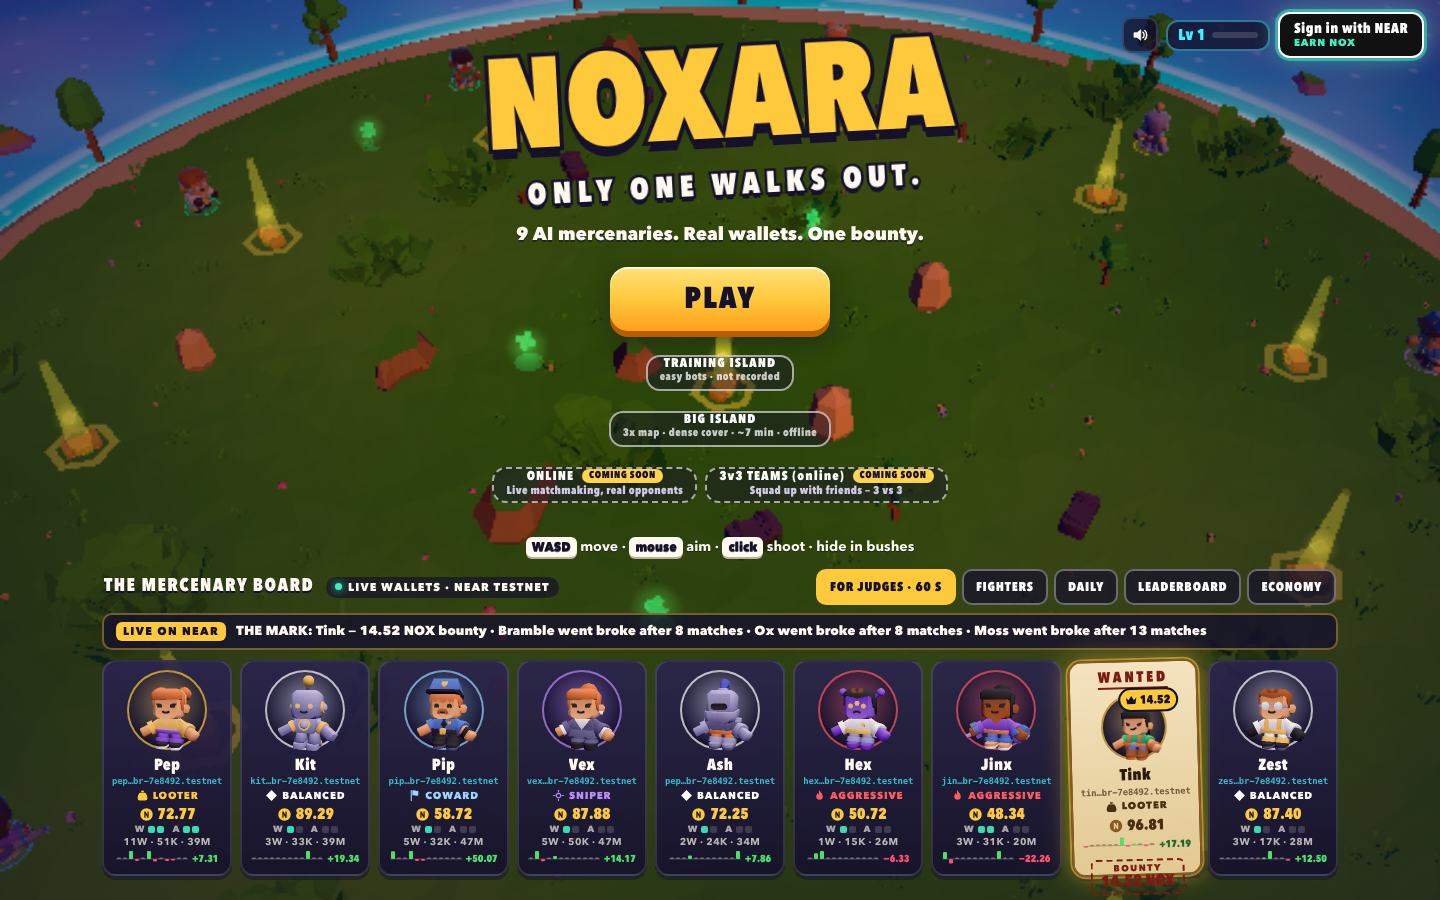 Lv 1
Sign in with NEAR
EARN NOX
NOXARA
ONLY ONE WALKS OUT.
9 AI mercenaries. Real wallets. One bounty.
PLAY
TRAINING ISLAND
easy bots · not recorded
BIG ISLAND
3x map · dense cover · ~7 min · offline
ONLINE COMING SOON
Live matchmaking, real opponents
3v3 TEAMS (online) COMING SOON
Squad up with friends – 3 vs 3
WASD move · mouse aim · click shoot · hide in bushes
THE MERCENARY BOARD
LIVE WALLETS · NEAR TESTNET
FOR JUDGES · 60 S
FIGHTERS
DAILY
LEADERBOARD
ECONOMY
LIVE ON NEAR THE MARK: Tink – 14.52 NOX bounty · Bramble went broke after 8 matches · Ox went broke after 8 matches · Moss went broke after 13 matches
Pep
pep…br-7e8492.testnet
LOOTER
N 72.77
W A
11W · 51K · 39M
+7.31
Kit
kit…br-7e8492.testnet
BALANCED
N 89.29
W A
3W · 33K · 39M
+19.34
Pip
pip…br-7e8492.testnet
COWARD
N 58.72
W A
5W · 32K · 47M
+50.07
Vex
vex…br-7e8492.testnet
SNIPER
N 87.88
W A
5W · 50K · 47M
+14.17
Ash
pep…br-7e8492.testnet
BALANCED
N 72.25
W A
2W · 24K · 34M
+7.86
Hex
hex…br-7e8492.testnet
AGGRESSIVE
N 50.72
W A
1W · 15K · 26M
−6.33
Jinx
jin…br-7e8492.testnet
AGGRESSIVE
N 48.34
W A
3W · 31K · 20M
−22.26
WANTED
14.52
Tink
tin…br-7e8492.testnet
LOOTER
N 96.81
+17.19
BOUNTY
14.52 NOX
Zest
zes…br-7e8492.testnet
BALANCED
N 87.40
W A
3W · 17K · 28M
+12.50